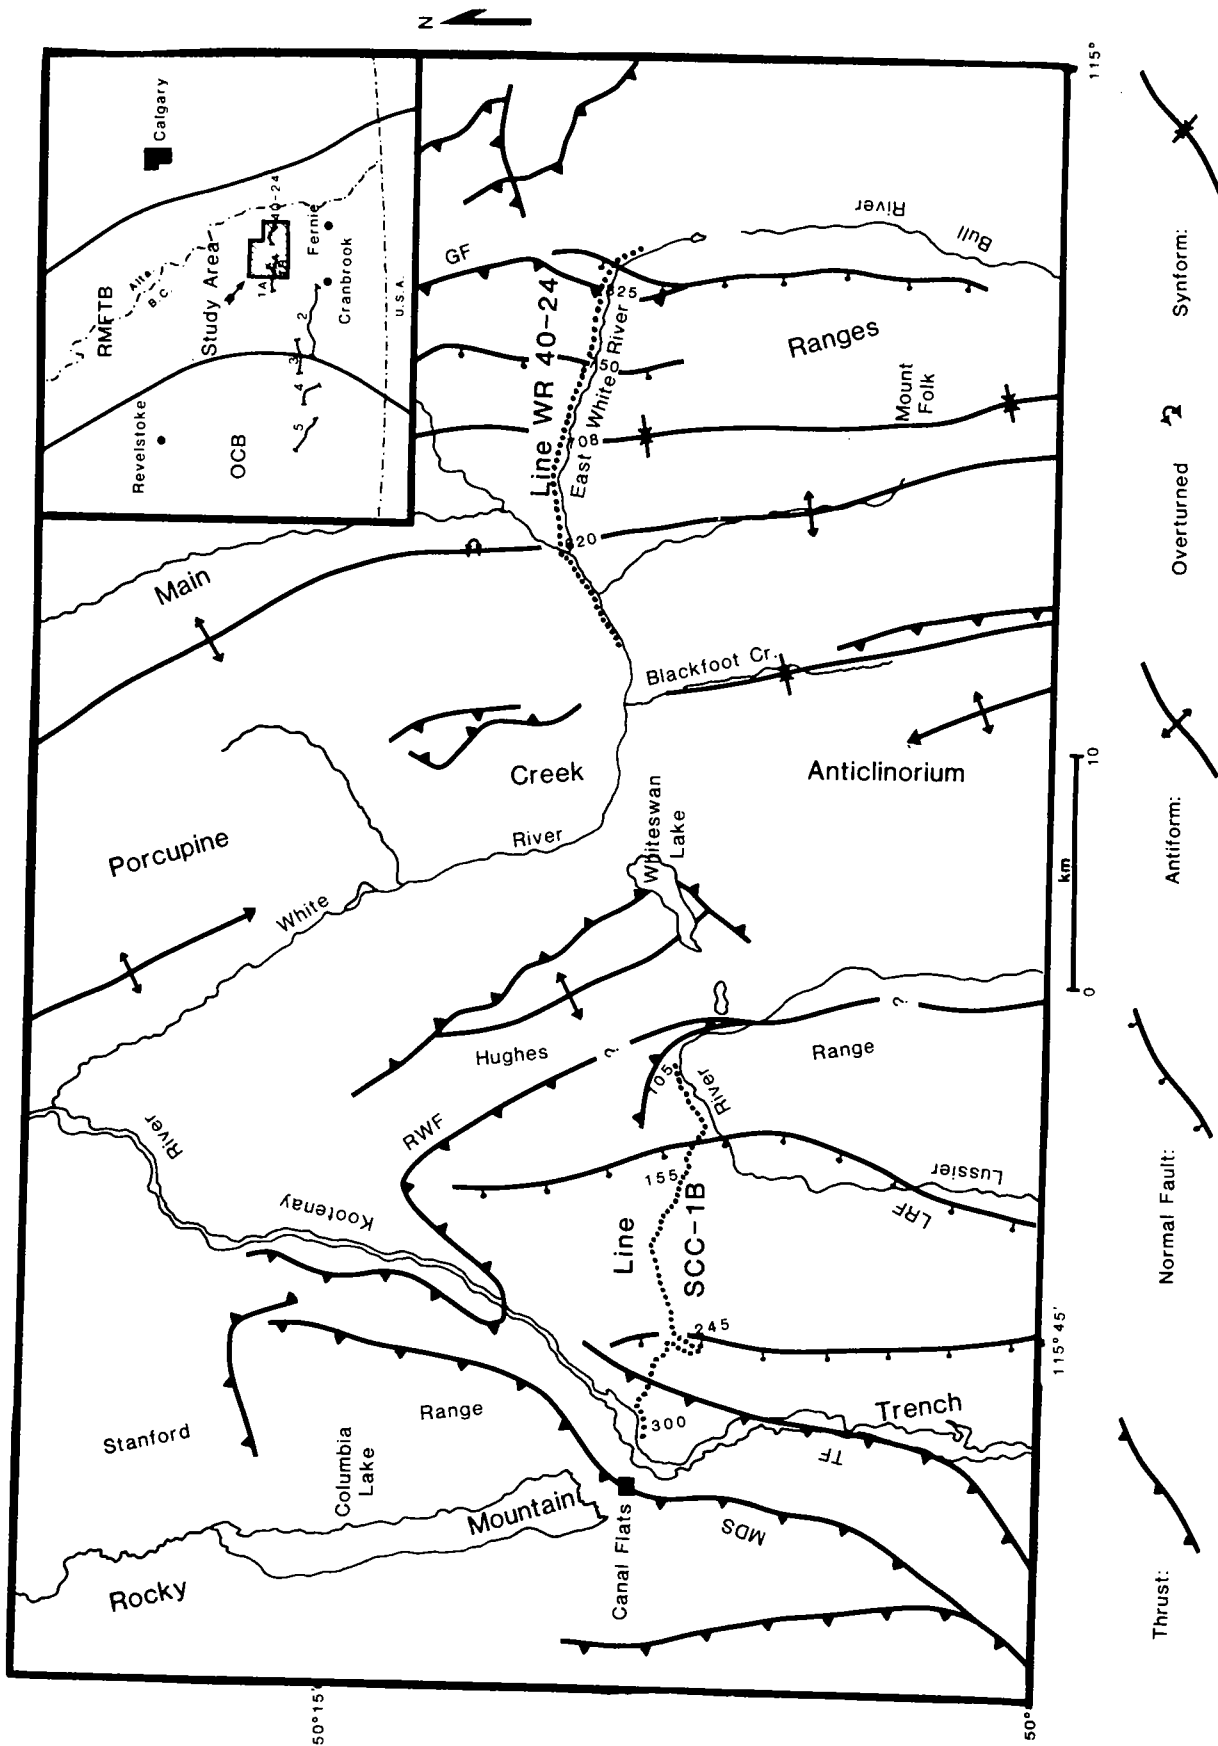 N
Calgary
RMFTB
Alta.
B.C.
Study Area
40-24
1A
1B
Fernie
Cranbrook
2
3
4
5
U.S.A.
Revelstoke
OCB
GF
Bull
River
825
Line WR 40-24
East White River
750
708
620
Ranges
Mount
Folk
Main
Blackfoot Cr.
Creek
Anticlinorium
Porcupine
White
River
Whiteswan
Lake
Hughes
Range
?
?
RWF
River
Kootenay
105
River
155
Line
SCC-1B
Lussier
LRF
245
300
Stanford
Range
Columbia
Lake
Rocky
Mountain
Trench
Canal Flats
TF
MDS
50°15'
50°
115°45'
115°
0
km
10
Thrust:
Normal Fault:
Antiform:
Overturned
Synform: